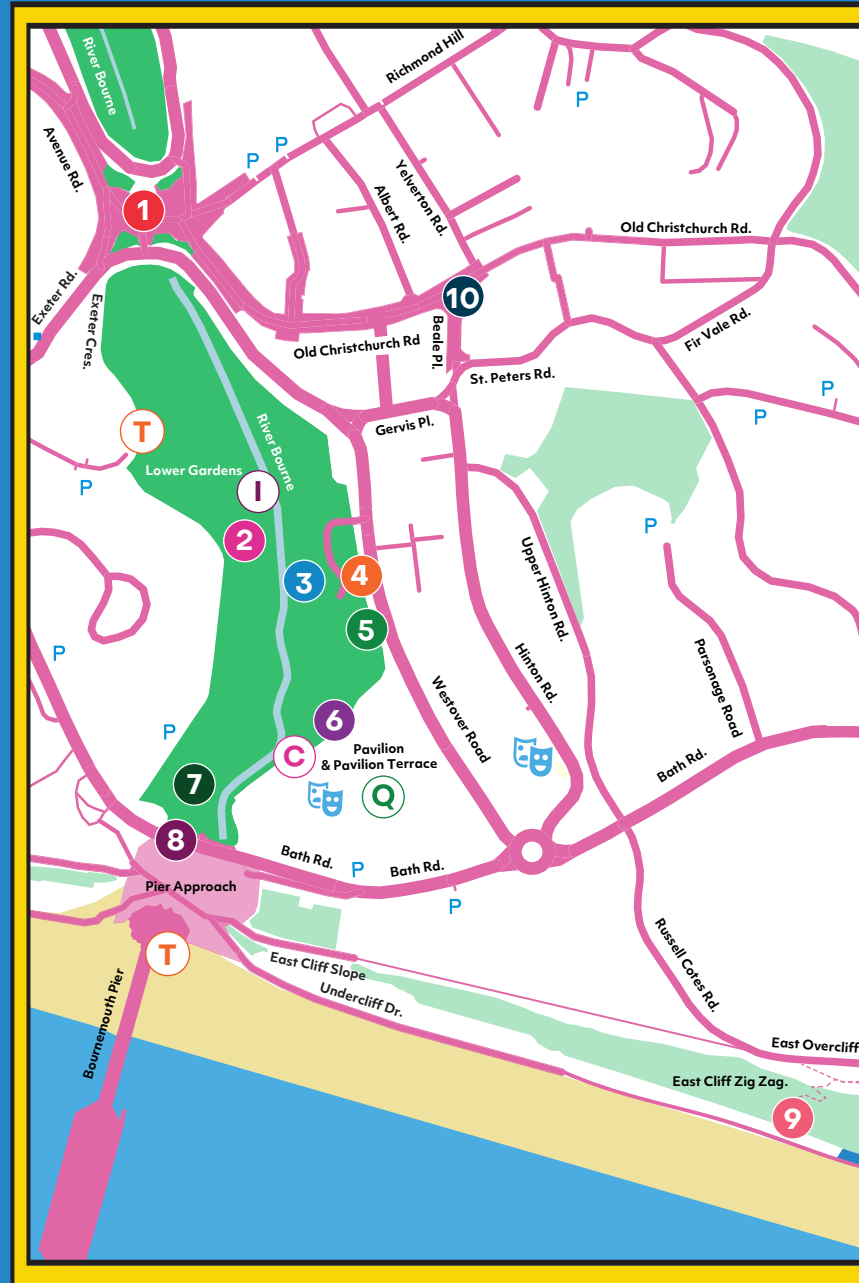 River Bourne
Richmond Hill
Avenue Rd.
P
P
P
Albert Rd.
Yelverton Rd.
1
Old Christchurch Rd.
Exeter Rd.
Exeter Cres.
10
Beale Pl.
Old Christchurch Rd
Fir Vale Rd.
St. Peters Rd.
P
P
Gervis Pl.
T
River Bourne
Lower Gardens
I
P
2
3
4
5
P
Upper Hinton Rd.
Hinton Rd.
Parsonage Road
P
Westover Road
P
6
C
Pavilion
& Pavilion Terrace
Q
7
Bath Rd.
8
Bath Rd.
P
Bath Rd.
P
Pier Approach
T
East Cliff Slope
Undercliff Dr.
Russell Cotes Rd.
Bournemouth Pier
East Overcliff
East Cliff Zig Zag.
9